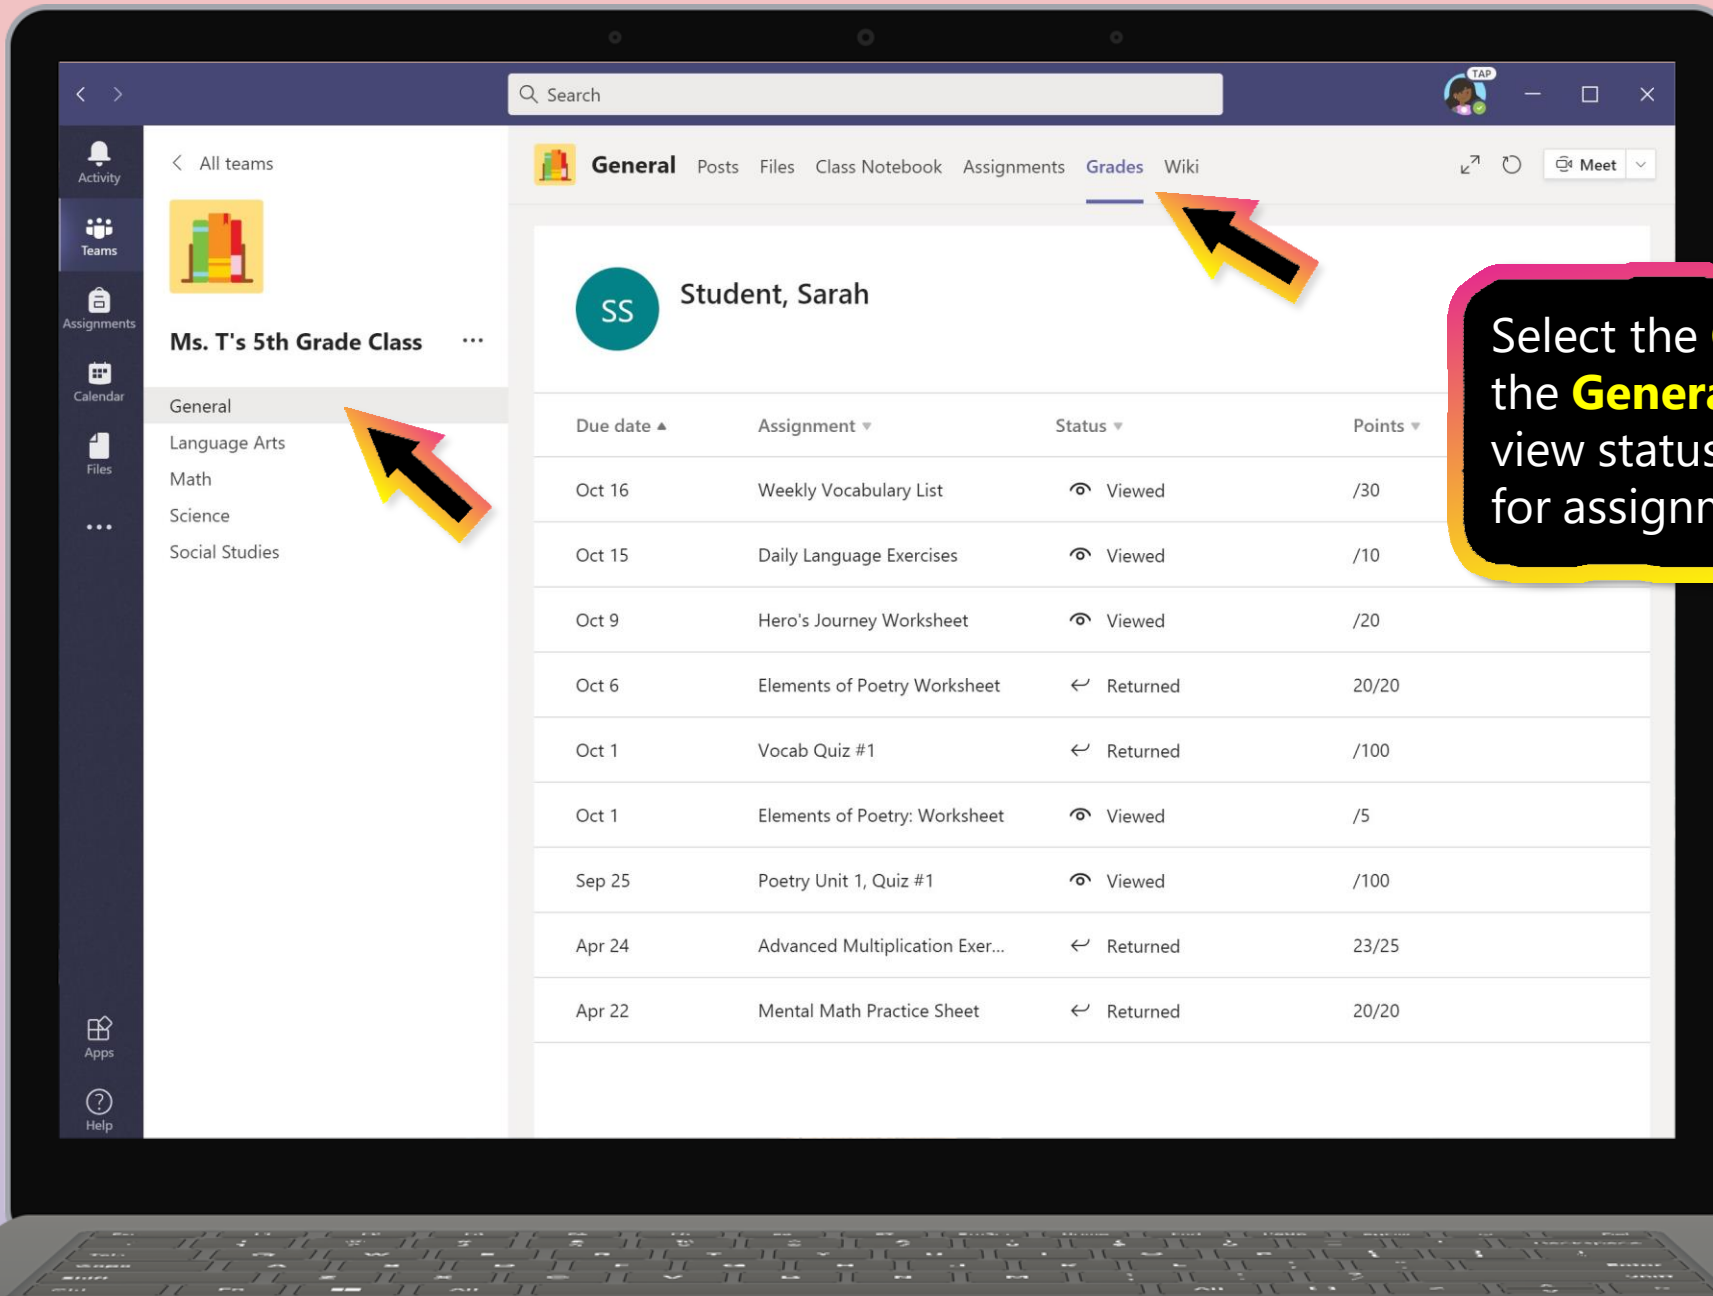 TAP
Search
Activity
Teams
Assignments
Calendar
Files
Apps
Help
All teams
Ms. T's 5th Grade Class
General
Language Arts
Math
Science
Social Studies
General Posts Files Class Notebook Assignments Grades Wiki
Meet
SS
Student, Sarah
Due date Assignment Status Points
Oct 16 Weekly Vocabulary List Viewed /30
Oct 15 Daily Language Exercises Viewed /10
Oct 9 Hero's Journey Worksheet Viewed /20
Oct 6 Elements of Poetry Worksheet Returned 20/20
Oct 1 Vocab Quiz #1 Returned /100
Oct 1 Elements of Poetry: Worksheet Viewed /5
Sep 25 Poetry Unit 1, Quiz #1 Viewed /100
Apr 24 Advanced Multiplication Exer... Returned 23/25
Apr 22 Mental Math Practice Sheet Returned 20/20
Select the
the Genera
view status
for assignm